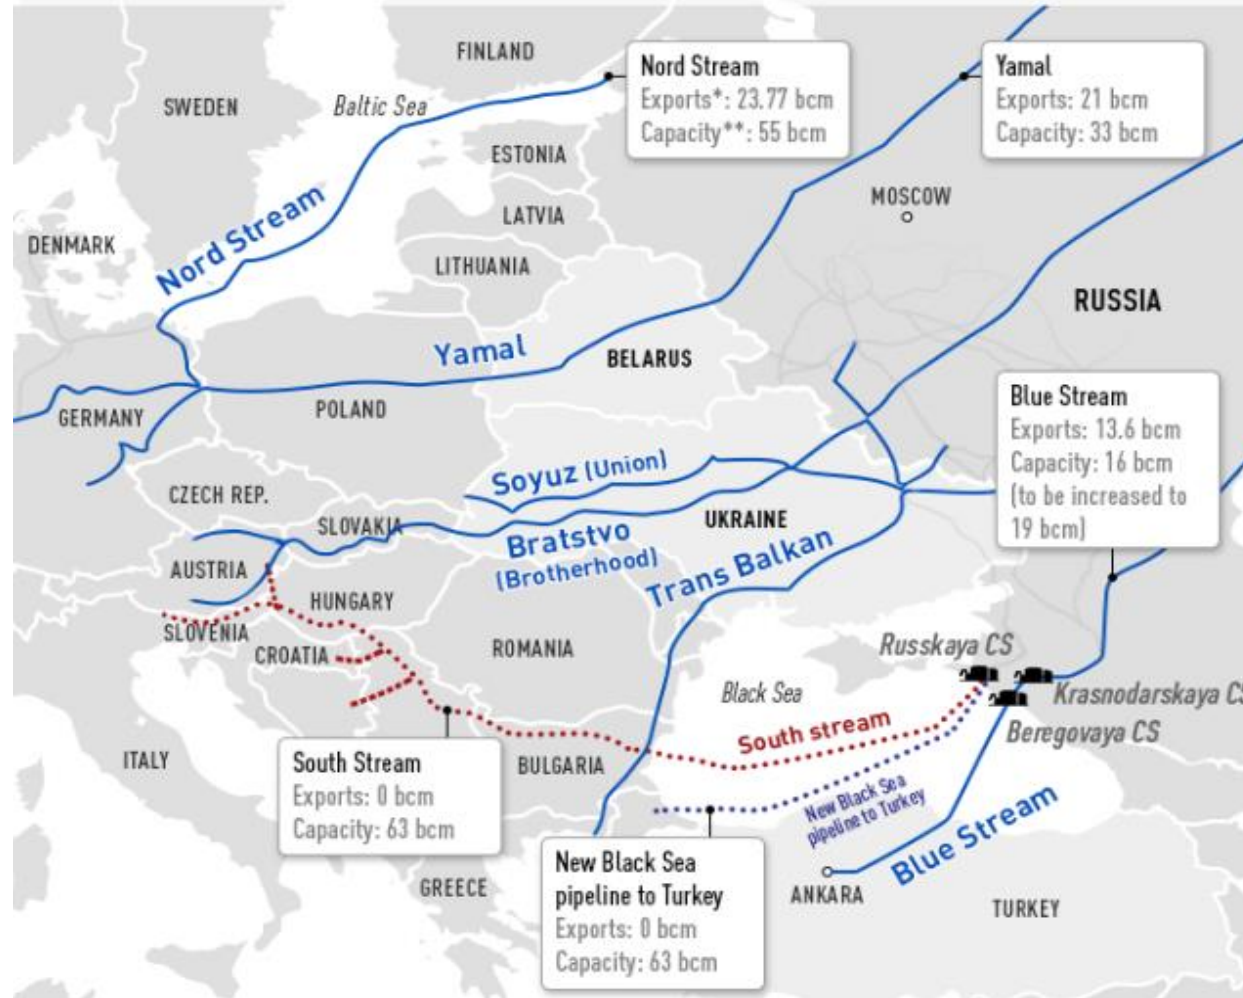 FINLAND
Nord Stream
Exports*: 23.77 bcm
Capacity**: 55 bcm
Yamal
Exports: 21 bcm
Capacity: 33 bcm
SWEDEN
Baltic Sea
ESTONIA
MOSCOW
LATVIA
DENMARK
Nord Stream
LITHUANIA
RUSSIA
Yamal
BELARUS
GERMANY
POLAND
Blue Stream
Exports: 13.6 bcm
Capacity: 16 bcm
(to be increased to
19 bcm)
Soyuz (Union)
CZECH REP.
SLOVAKIA
UKRAINE
Bratstvo
(Brotherhood)
Trans Balkan
AUSTRIA
HUNGARY
SLOVENIA
CROATIA
ROMANIA
Russkaya CS
Black Sea
Krasnodarskaya CS
Beregovaya CS
South stream
ITALY
South Stream
Exports: 0 bcm
Capacity: 63 bcm
BULGARIA
New Black Sea
pipeline to Turkey
Blue Stream
New Black Sea
pipeline to Turkey
Exports: 0 bcm
Capacity: 63 bcm
GREECE
ANKARA
TURKEY